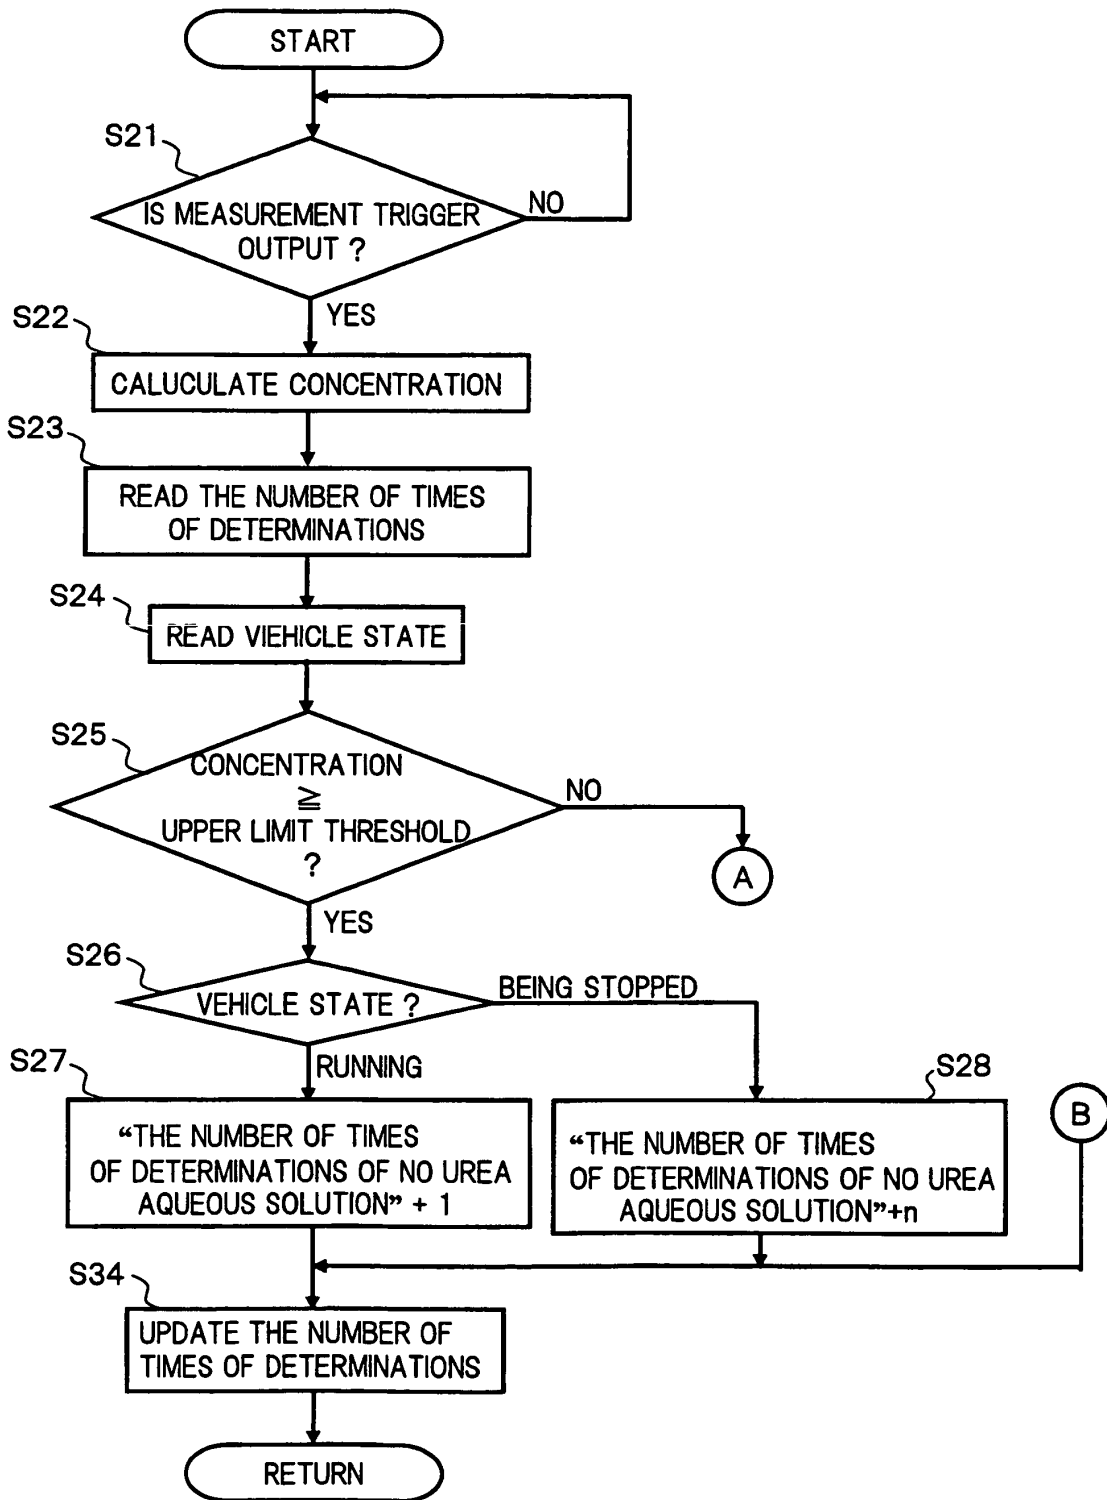 START
S21
IS MEASUREMENT TRIGGER
OUTPUT ?
NO
YES
S22
CALUCULATE CONCENTRATION
S23
READ THE NUMBER OF TIMES
OF DETERMINATIONS
S24
READ VIEHICLE STATE
S25
CONCENTRATION
≧
UPPER LIMIT THRESHOLD
?
NO
A
YES
S26
VEHICLE STATE ?
BEING STOPPED
RUNNING
S27
“THE NUMBER OF TIMES
OF DETERMINATIONS OF NO UREA
AQUEOUS SOLUTION” + 1
S28
“THE NUMBER OF TIMES
OF DETERMINATIONS OF NO UREA
AQUEOUS SOLUTION”+n
B
S34
UPDATE THE NUMBER OF
TIMES OF DETERMINATIONS
RETURN